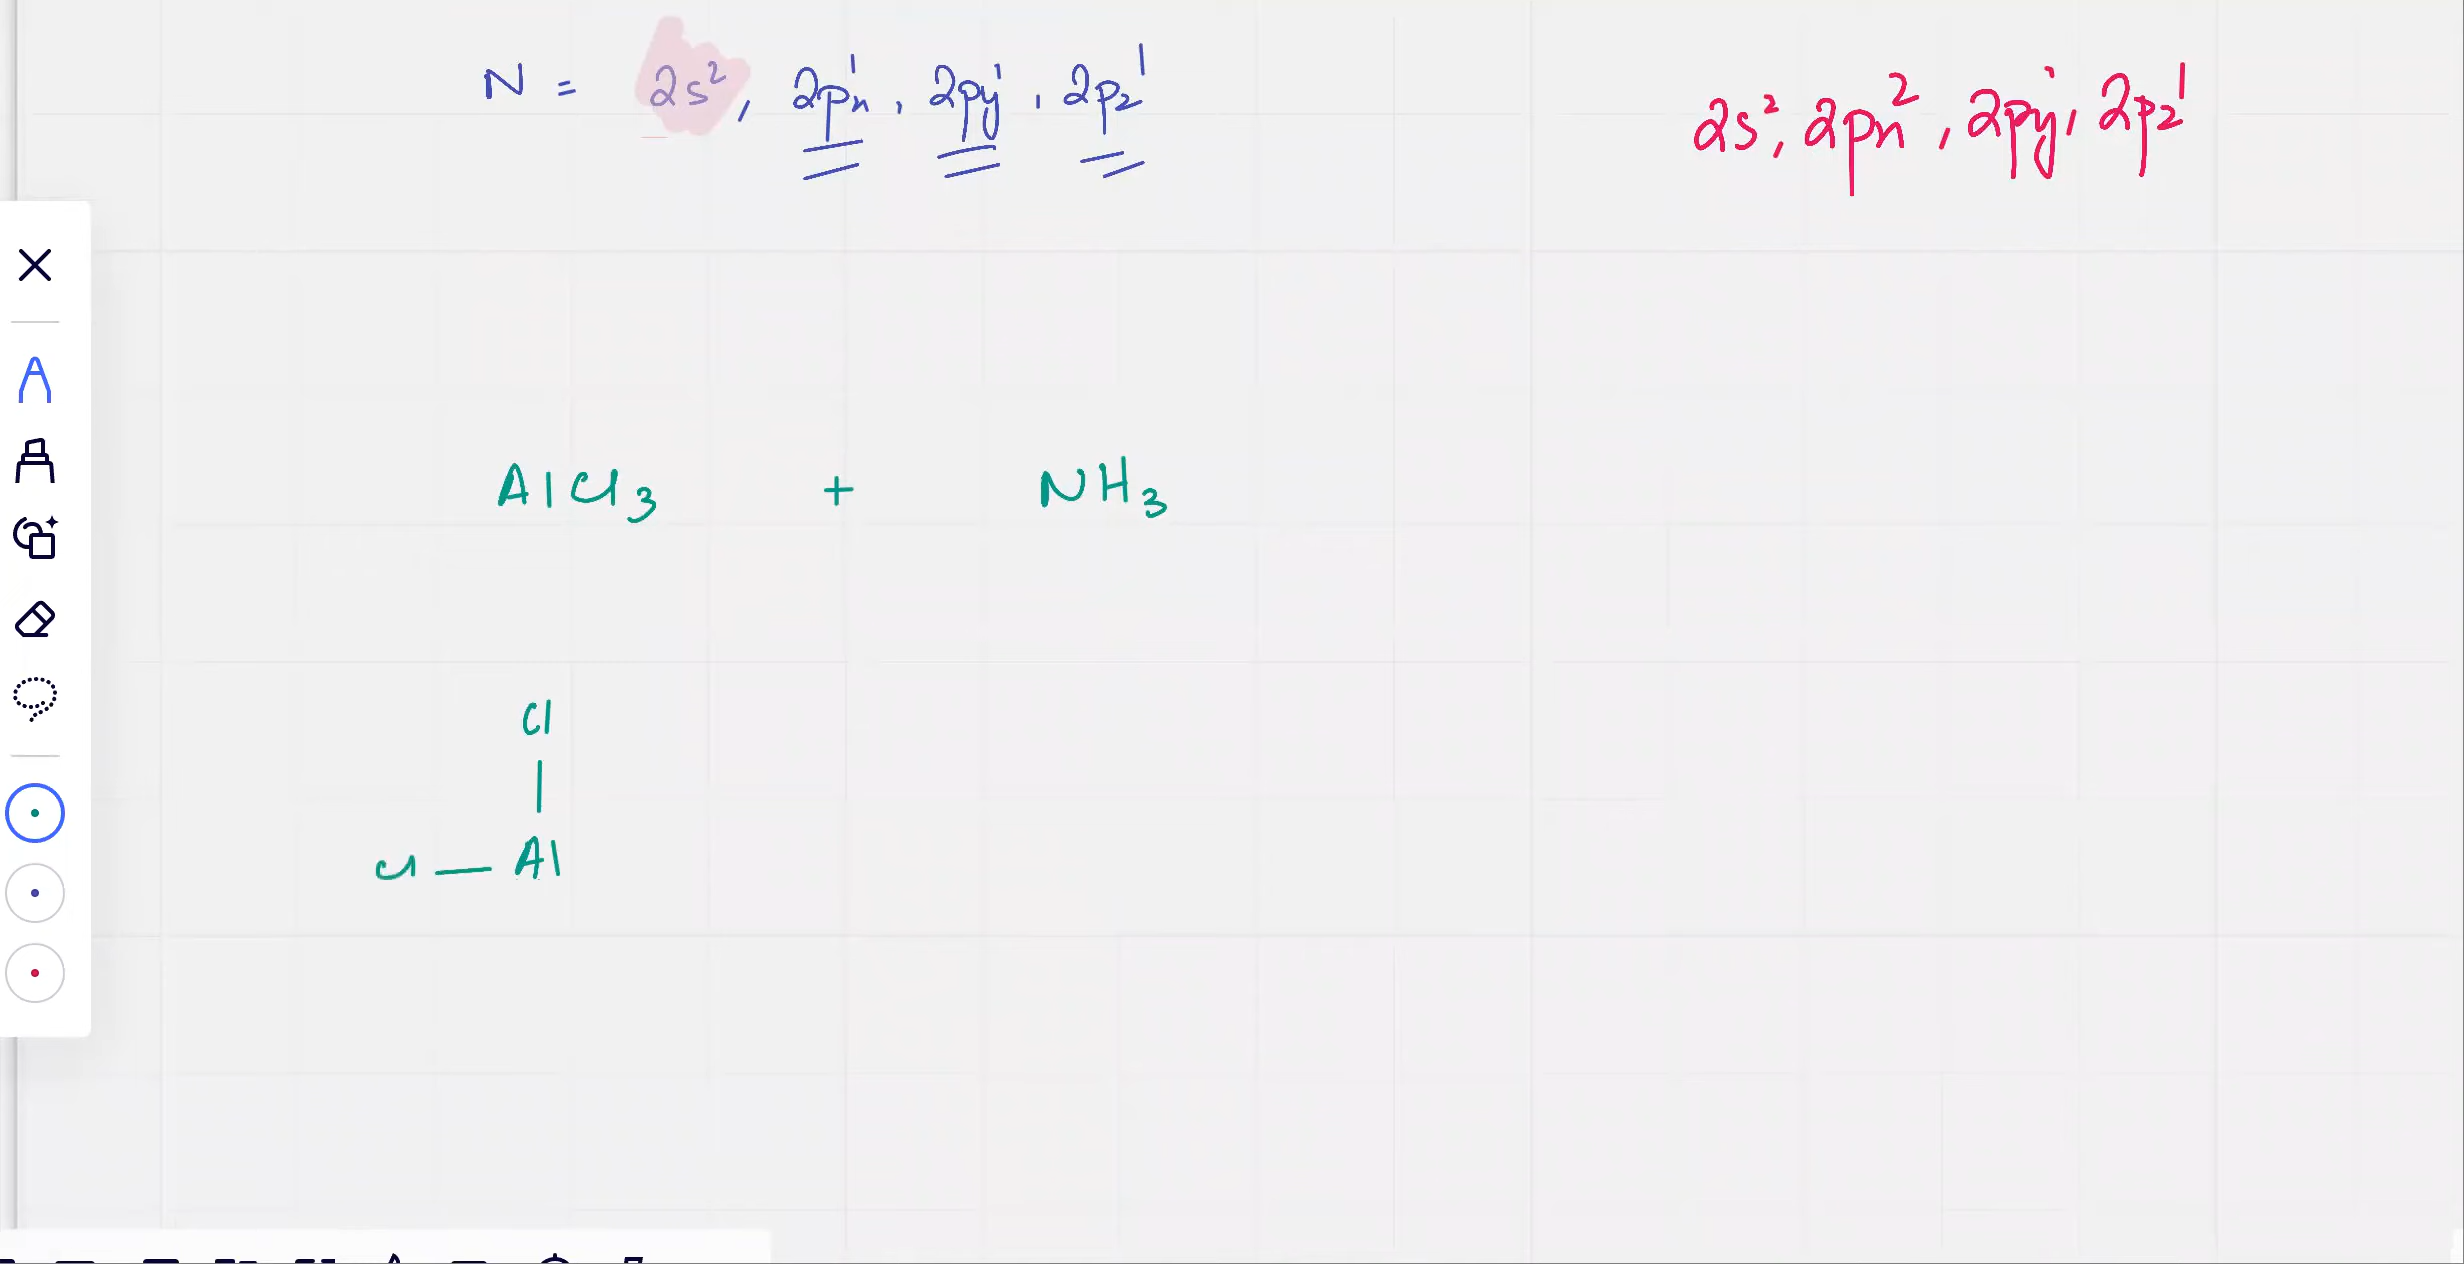 N = 2s², 2pₓ¹, 2py¹, 2pz¹
2s², 2pₓ², 2py¹, 2pz¹
AlCl₃ + NH₃
Cl
|
Cl — Al